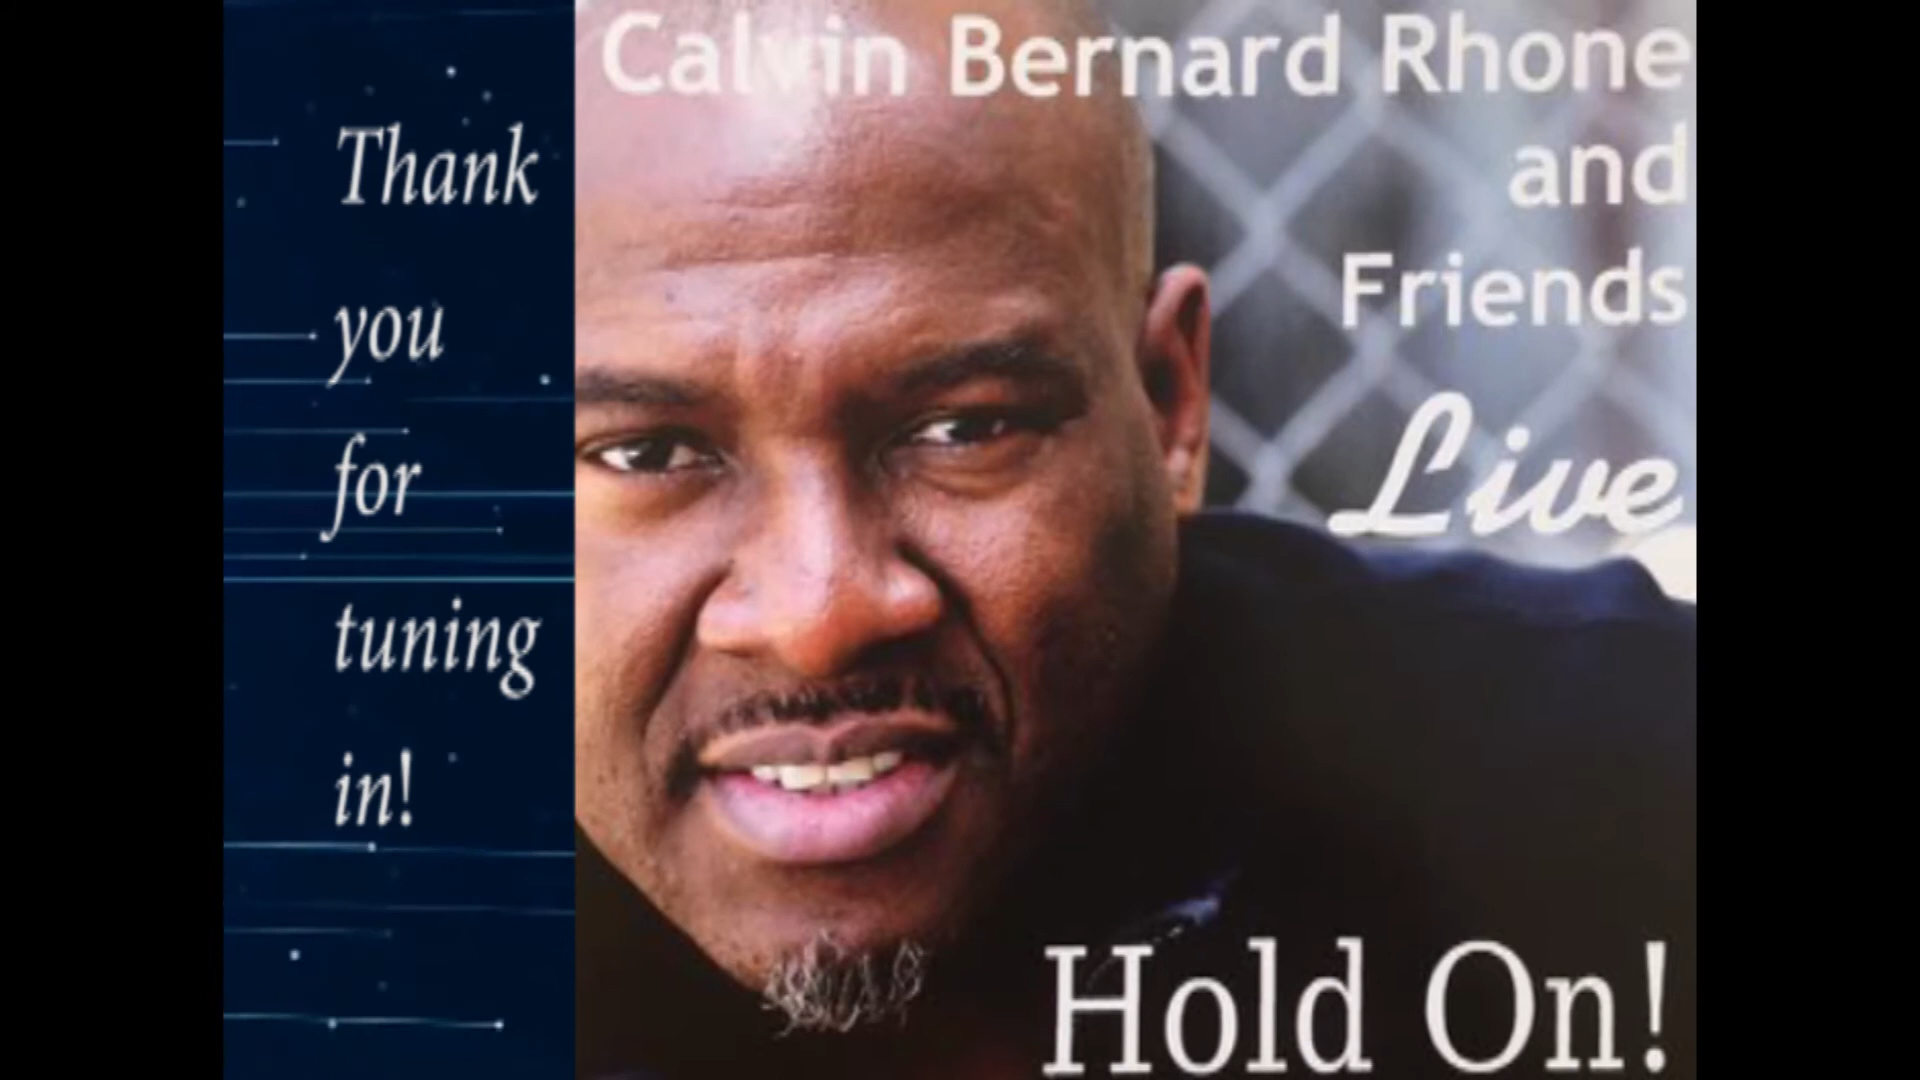 Thank
you
for
tuning
in!
Calvin Bernard Rhone
and
Friends
Live
Hold On!